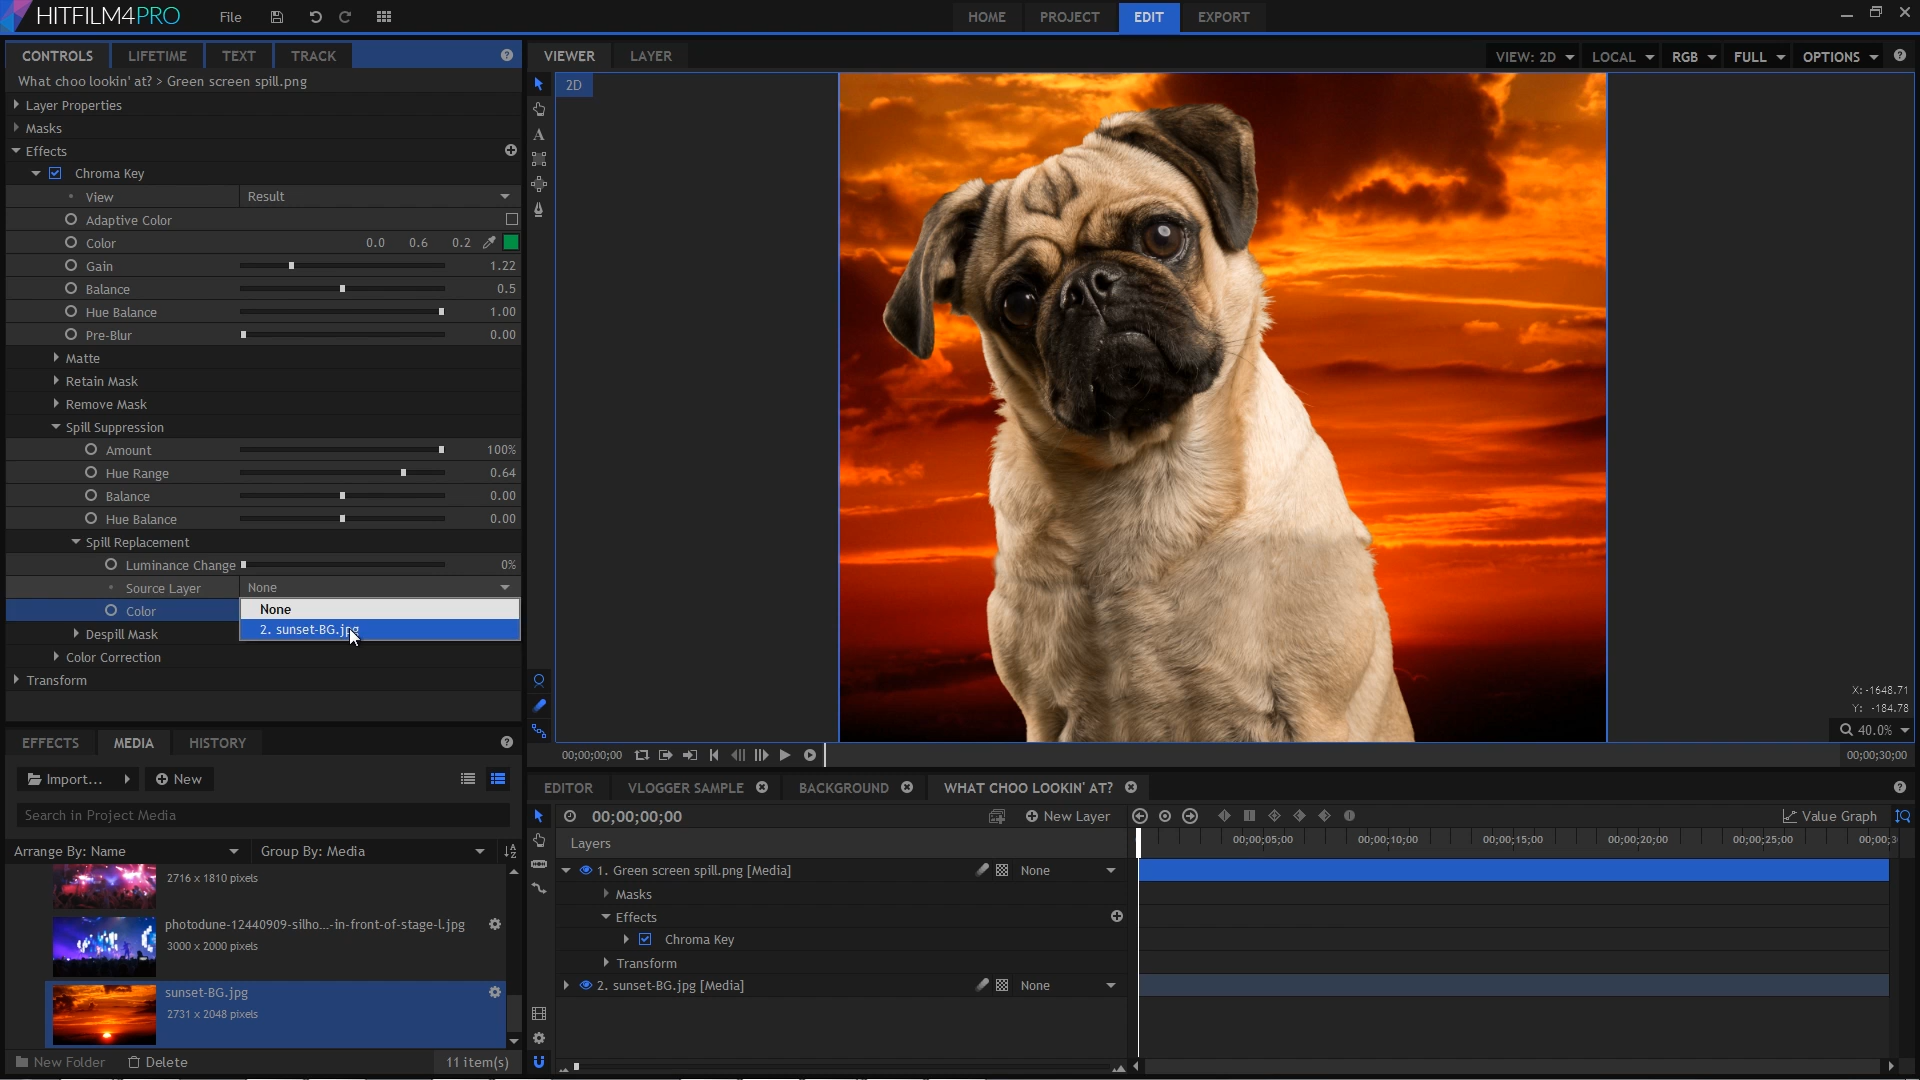 HITFILM4PRO File HOME PROJECT EDIT EXPORT
CONTROLS LIFETIME TEXT TRACK
What choo lookin' at? > Green screen spill.png
Layer Properties
Masks
Effects
Chroma Key
View Result
Adaptive Color
Color 0.0 0.6 0.2
Gain 1.22
Balance 0.5
Hue Balance 1.00
Pre-Blur 0.00
Matte
Retain Mask
Remove Mask
Spill Suppression
Amount 100%
Hue Range 0.64
Balance 0.00
Hue Balance 0.00
Spill Replacement
Luminance Change 0%
Source Layer None
Color None
2. sunset-BG.jpg
Despill Mask
Color Correction
Transform
VIEWER LAYER VIEW: 2D LOCAL RGB FULL OPTIONS
2D
A
X: -1648.71
Y: -184.78
40.0%
00;00;00;00 00;00;30;00
EFFECTS MEDIA HISTORY
Import... New
Search in Project Media
Arrange By: Name Group By: Media
2716 x 1810 pixels
photodune-12440909-silho...-in-front-of-stage-l.jpg
3000 x 2000 pixels
sunset-BG.jpg
2731 x 2048 pixels
New Folder Delete 11 item(s)
EDITOR VLOGGER SAMPLE BACKGROUND WHAT CHOO LOOKIN' AT?
00;00;00;00 New Layer Value Graph
Layers 00;00;05;00 00;00;10;00 00;00;15;00 00;00;20;00 00;00;25;00 00;00;3
1. Green screen spill.png [Media] None
Masks
Effects
Chroma Key
Transform
2. sunset-BG.jpg [Media] None